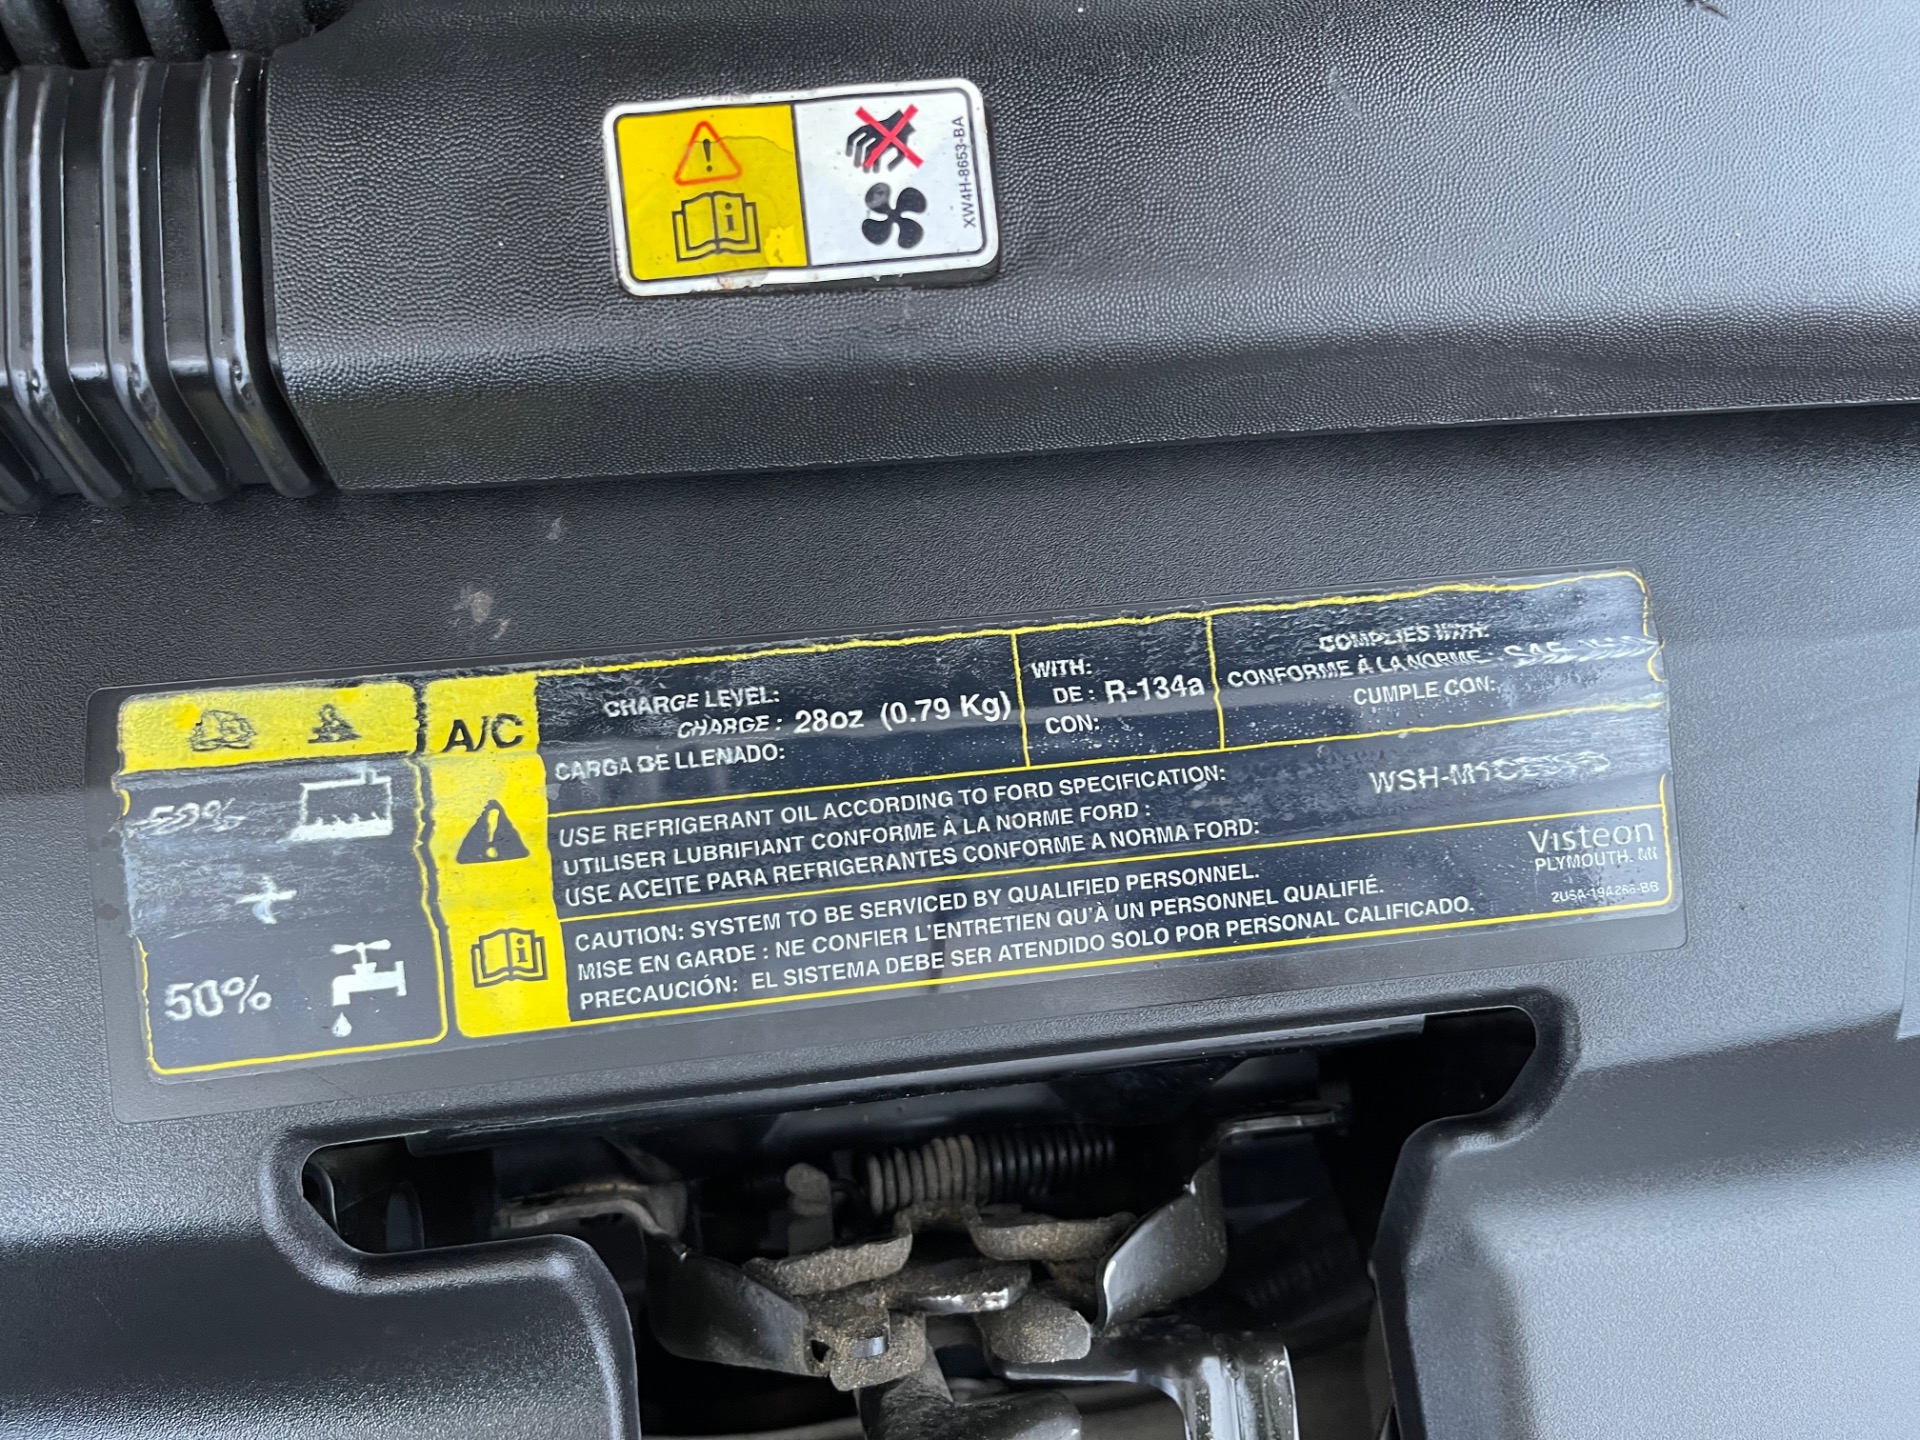 XW4H-8653-BA
50%
+
50%
A/C
CHARGE LEVEL:
CHARGE : 28oz (0.79 Kg)
CARGA DE LLENADO:
WITH:
DE : R-134a
CON:
COMPLIES WITH:
CONFORME À LA NORME : SAE
CUMPLE CON:
USE REFRIGERANT OIL ACCORDING TO FORD SPECIFICATION:
UTILISER LUBRIFIANT CONFORME À LA NORME FORD :
USE ACEITE PARA REFRIGERANTES CONFORME A NORMA FORD:
CAUTION: SYSTEM TO BE SERVICED BY QUALIFIED PERSONNEL.
MISE EN GARDE : NE CONFIER L'ENTRETIEN QU'À UN PERSONNEL QUALIFIÉ.
PRECAUCIÓN: EL SISTEMA DEBE SER ATENDIDO SOLO POR PERSONAL CALIFICADO.
Visteon
PLYMOUTH, MI